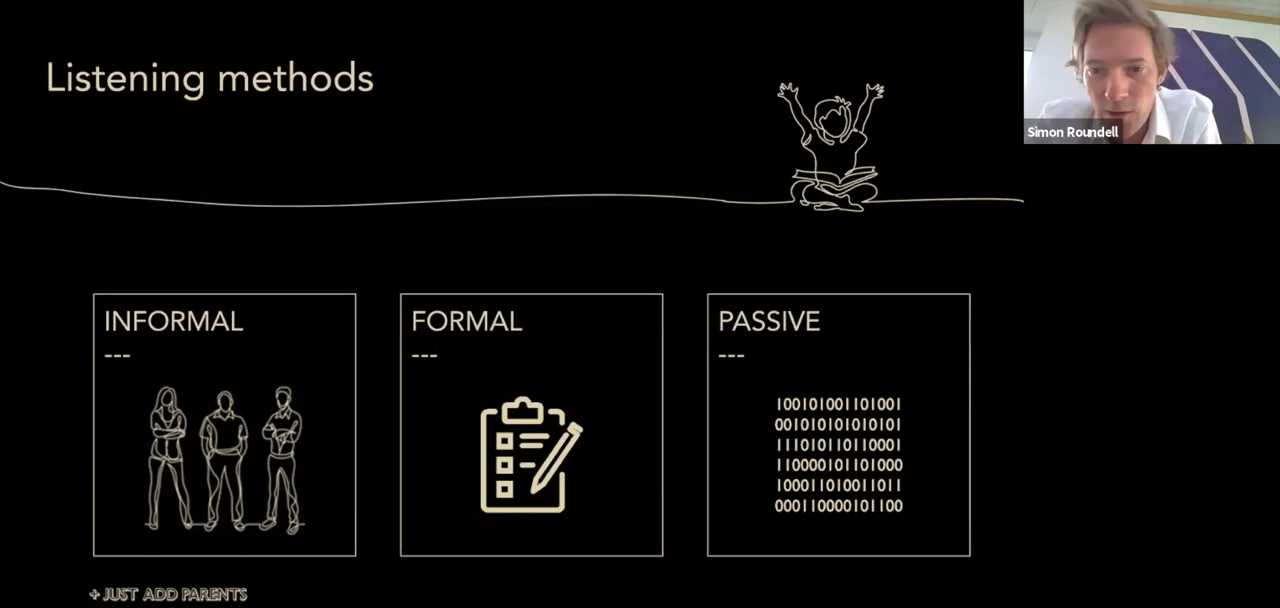 Listening methods
Simon Roundell
INFORMAL
---
FORMAL
---
PASSIVE
---
100101001101001
001010101010101
111010110110001
110000101101000
100011010011011
000110000101100
+ JUST ADD PARENTS